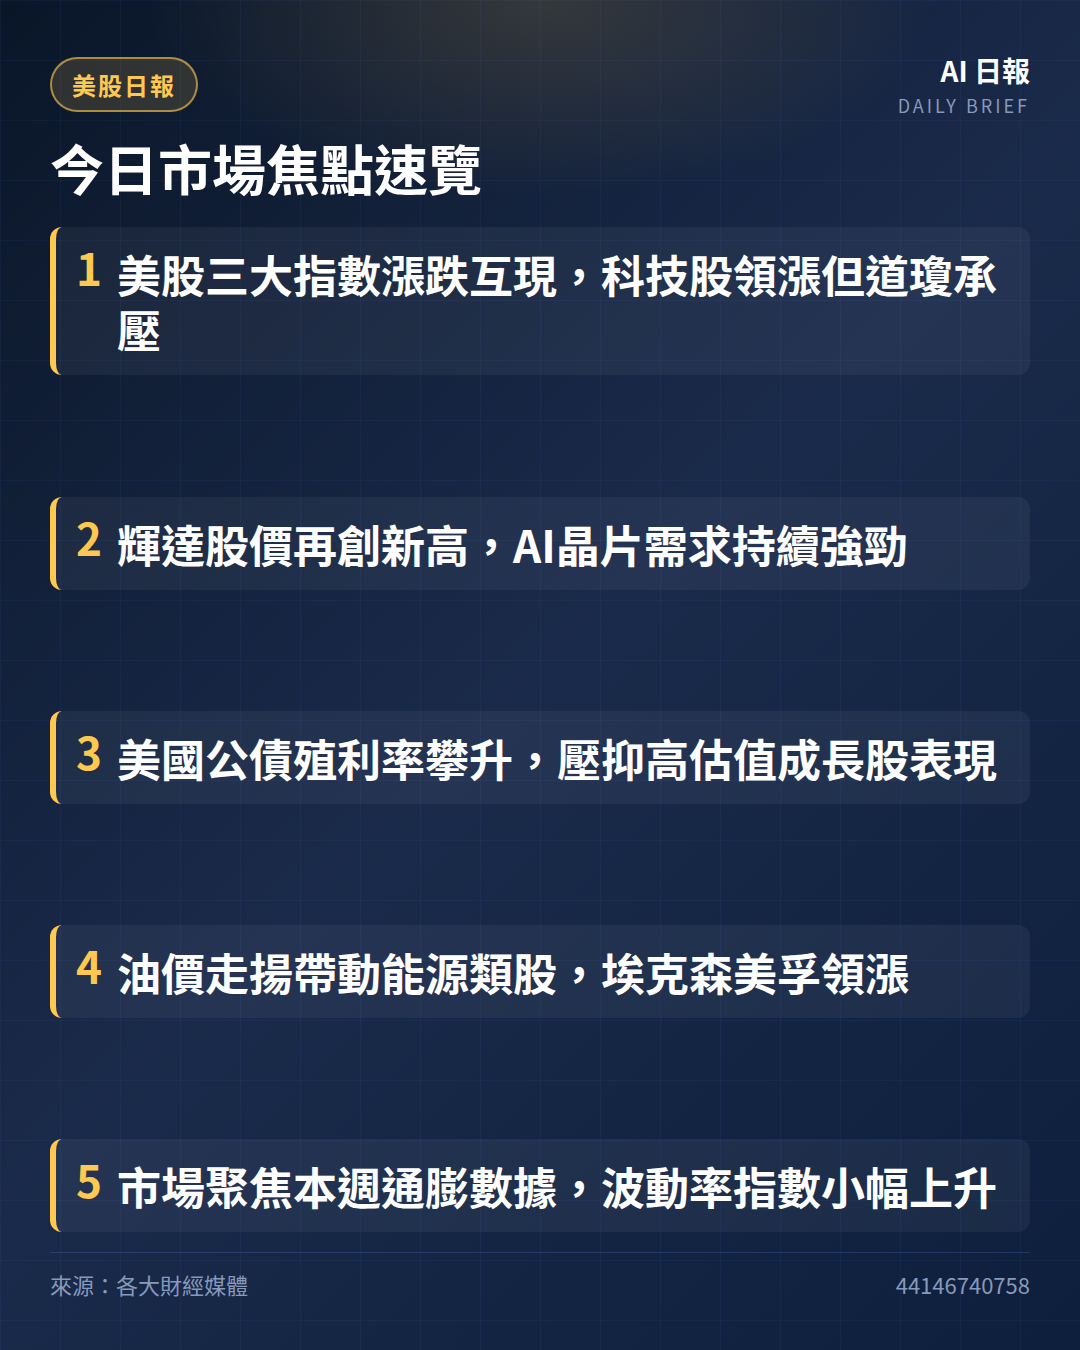 美股日報
AI 日報
DAILY BRIEF
今日市場焦點速覽
1 美股三大指數漲跌互現，科技股領漲但道瓊承
壓
2 輝達股價再創新高，AI晶片需求持續強勁
3 美國公債殖利率攀升，壓抑高估值成長股表現
4 油價走揚帶動能源類股，埃克森美孚領漲
5 市場聚焦本週通膨數據，波動率指數小幅上升
來源：各大財經媒體
44146740758